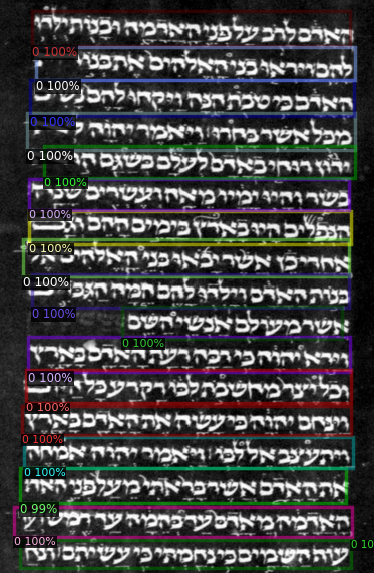 האדם לרב על פני האדמה ובנות ילדו
להם ויראו בני האלהים את בנות
האדם כי טבת הנה ויקחו להם נשים
מכל אשר בחרו ויאמר יהוה
ידון רוחי באדם לעלם בשגם הוא
בשר והיו ימיו מאה ועשרים שנה
הנפלים היו בארץ בימים ההם וגם
אחרי כן אשר יבאו בני האלהים
בנות האדם וילדו להם המה הגברים
אשר מעולם אנשי השם
וירא יהוה כי רבה רעת האדם בארץ
וכל יצר מחשבת לבו רק רע כל היום
וינחם יהוה כי עשה את האדם בארץ
ויתעצב אל לבו ויאמר יהוה אמחה
את האדם אשר בראתי מעל פני
האדמה מאדם עד בהמה עד רמש ועד
עוף השמים כי נחמתי כי עשיתם ונח